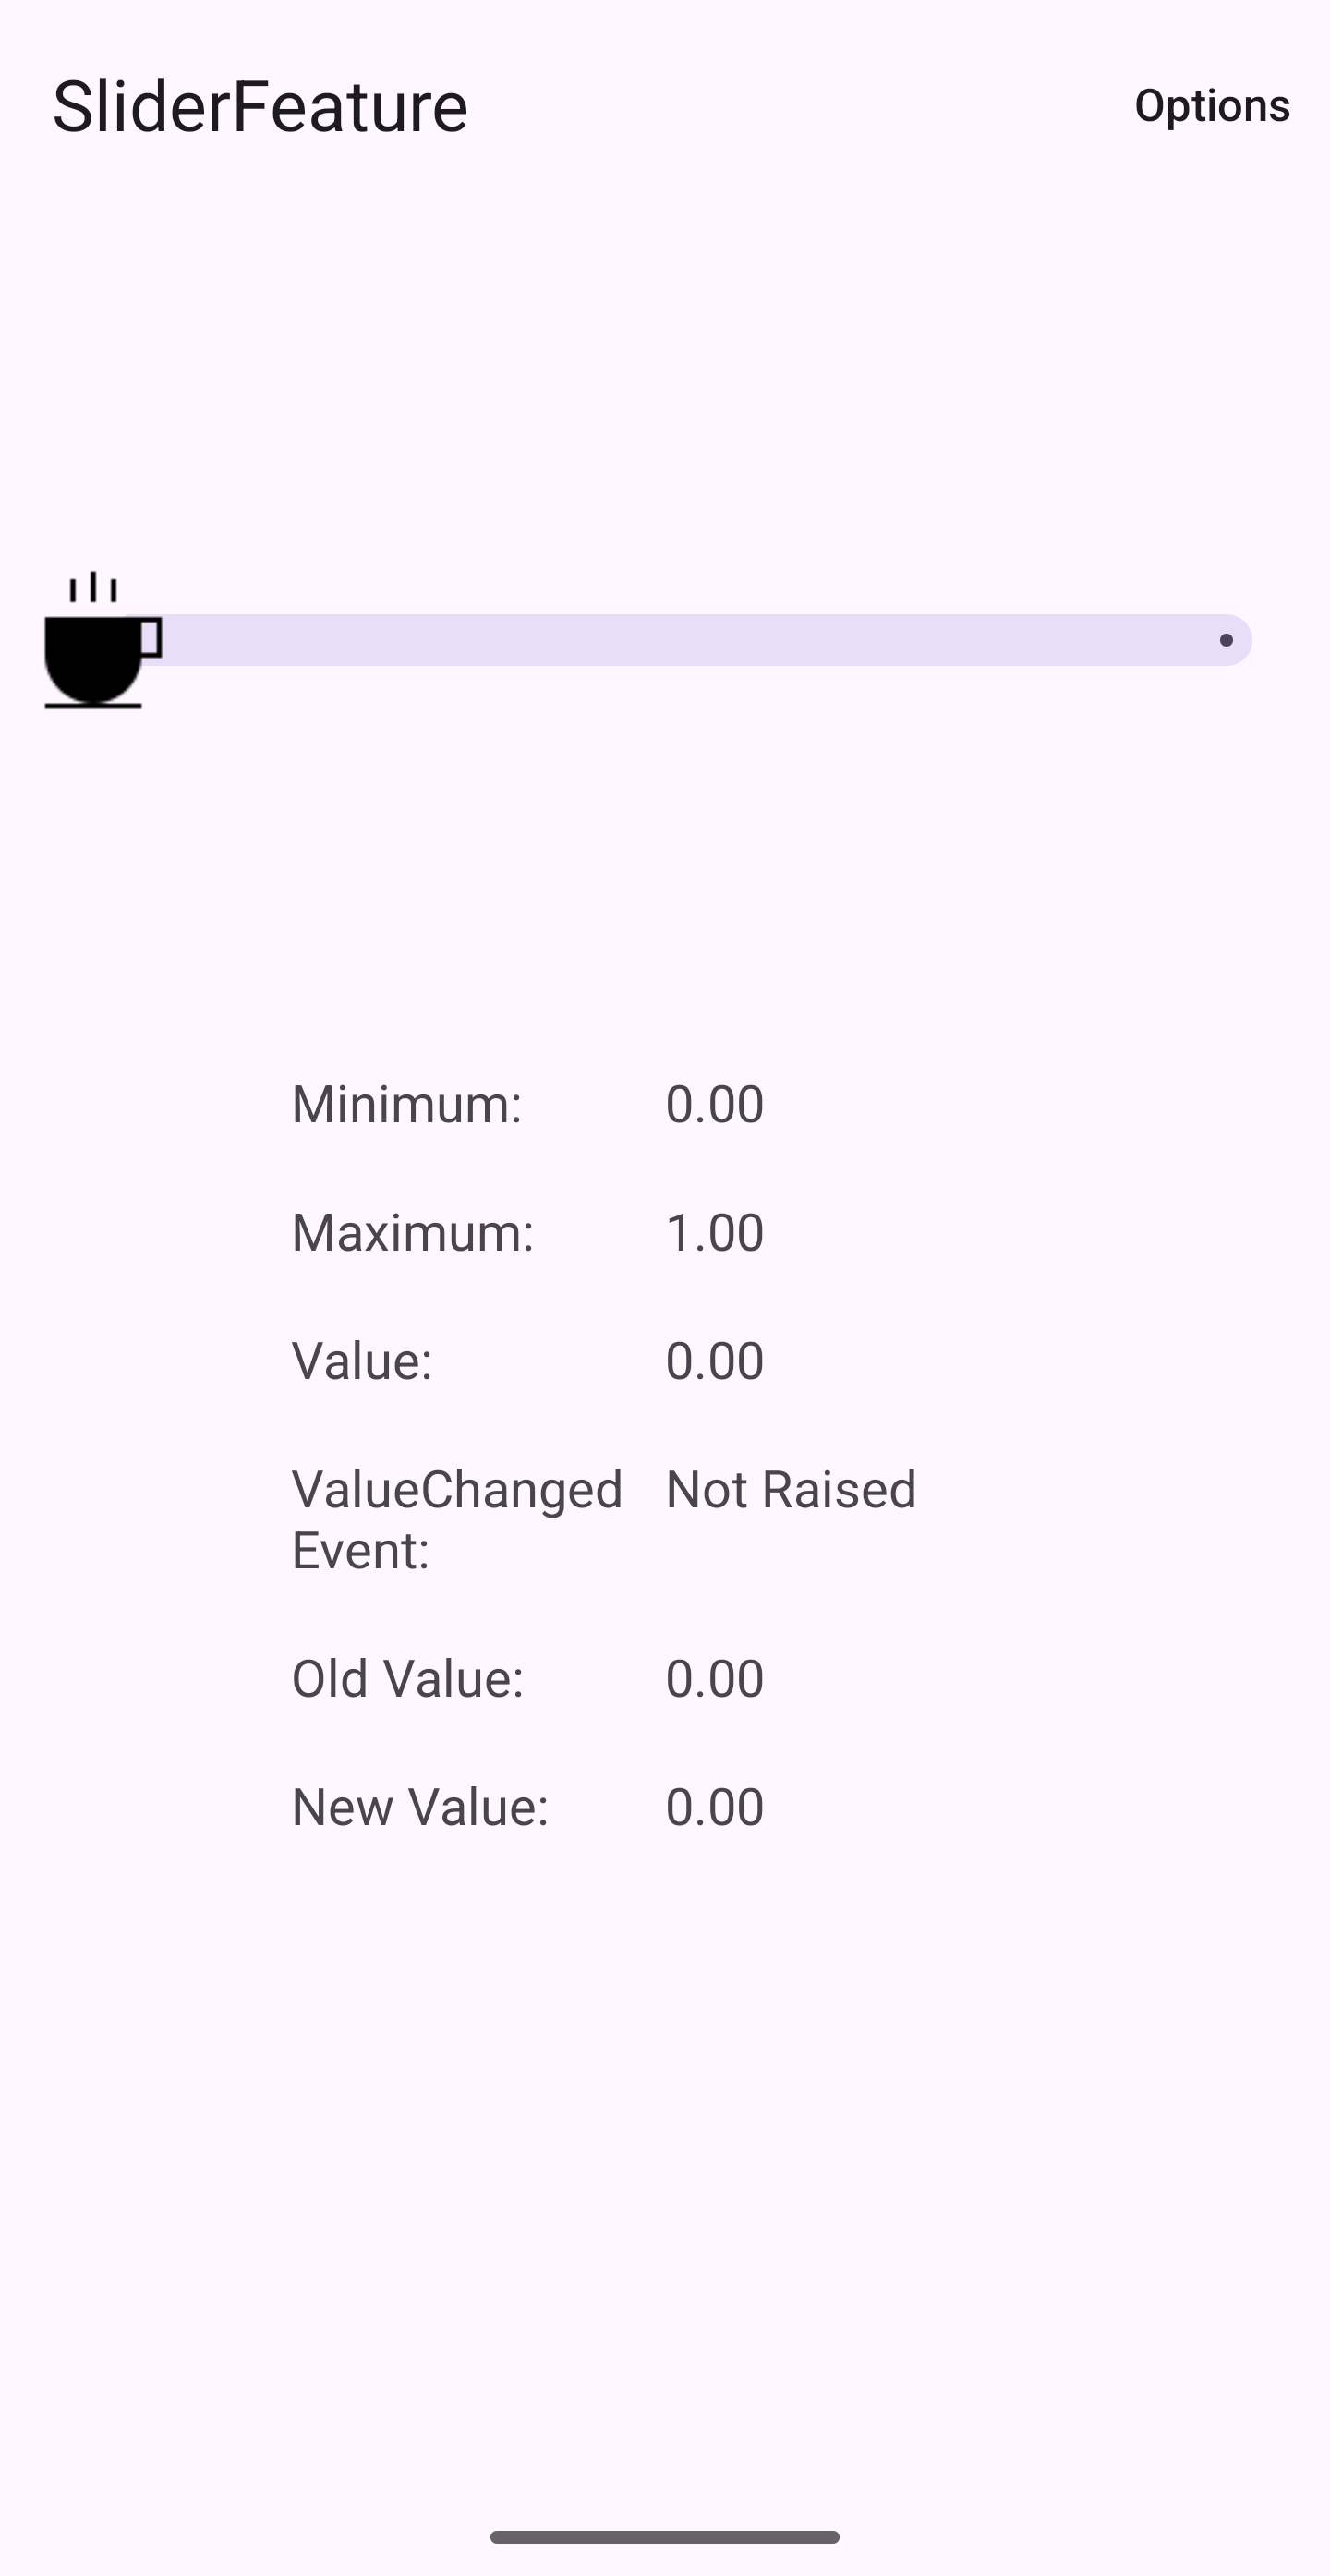 SliderFeature
Options
Minimum: 0.00
Maximum: 1.00
Value: 0.00
ValueChanged Not Raised
Event:
Old Value: 0.00
New Value: 0.00